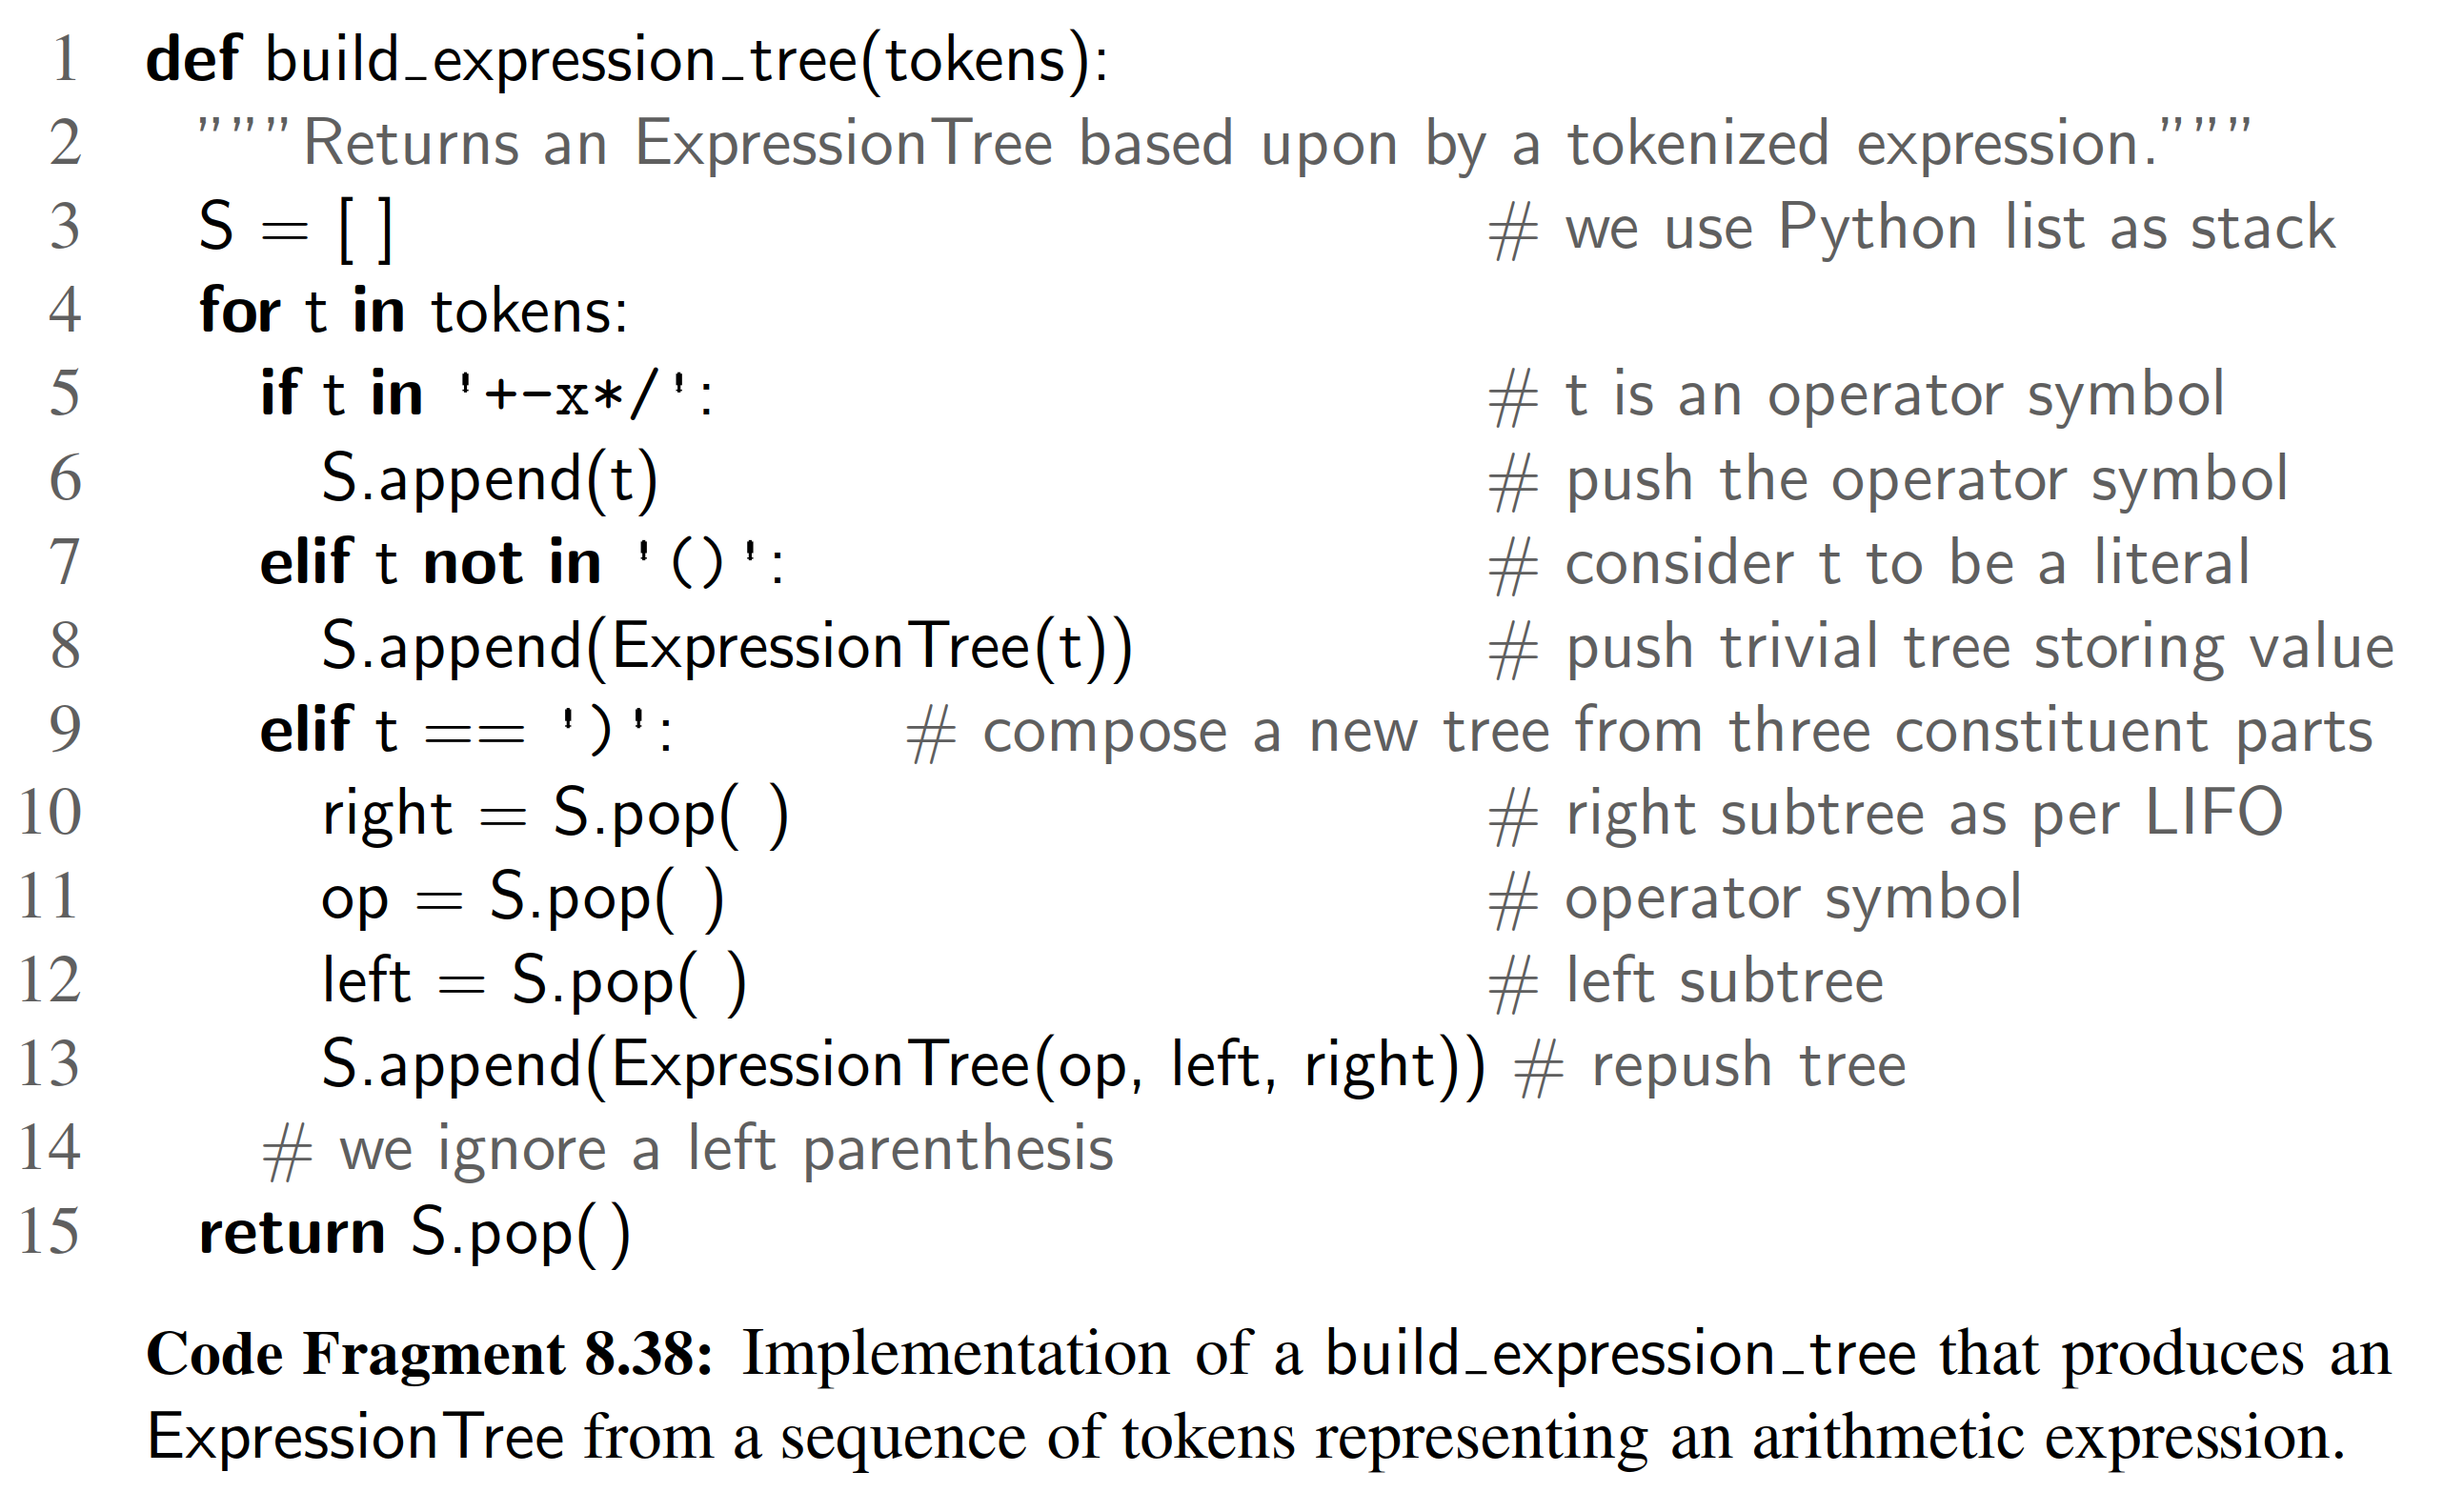 1 def build_expression_tree(tokens):
2 """Returns an ExpressionTree based upon by a tokenized expression."""
3 S = [ ] # we use Python list as stack
4 for t in tokens:
5 if t in '+-x*/': # t is an operator symbol
6 S.append(t) # push the operator symbol
7 elif t not in '()': # consider t to be a literal
8 S.append(ExpressionTree(t)) # push trivial tree storing value
9 elif t == ')': # compose a new tree from three constituent parts
10 right = S.pop( ) # right subtree as per LIFO
11 op = S.pop( ) # operator symbol
12 left = S.pop( ) # left subtree
13 S.append(ExpressionTree(op, left, right)) # repush tree
14 # we ignore a left parenthesis
15 return S.pop()
Code Fragment 8.38: Implementation of a build_expression_tree that produces an
ExpressionTree from a sequence of tokens representing an arithmetic expression.